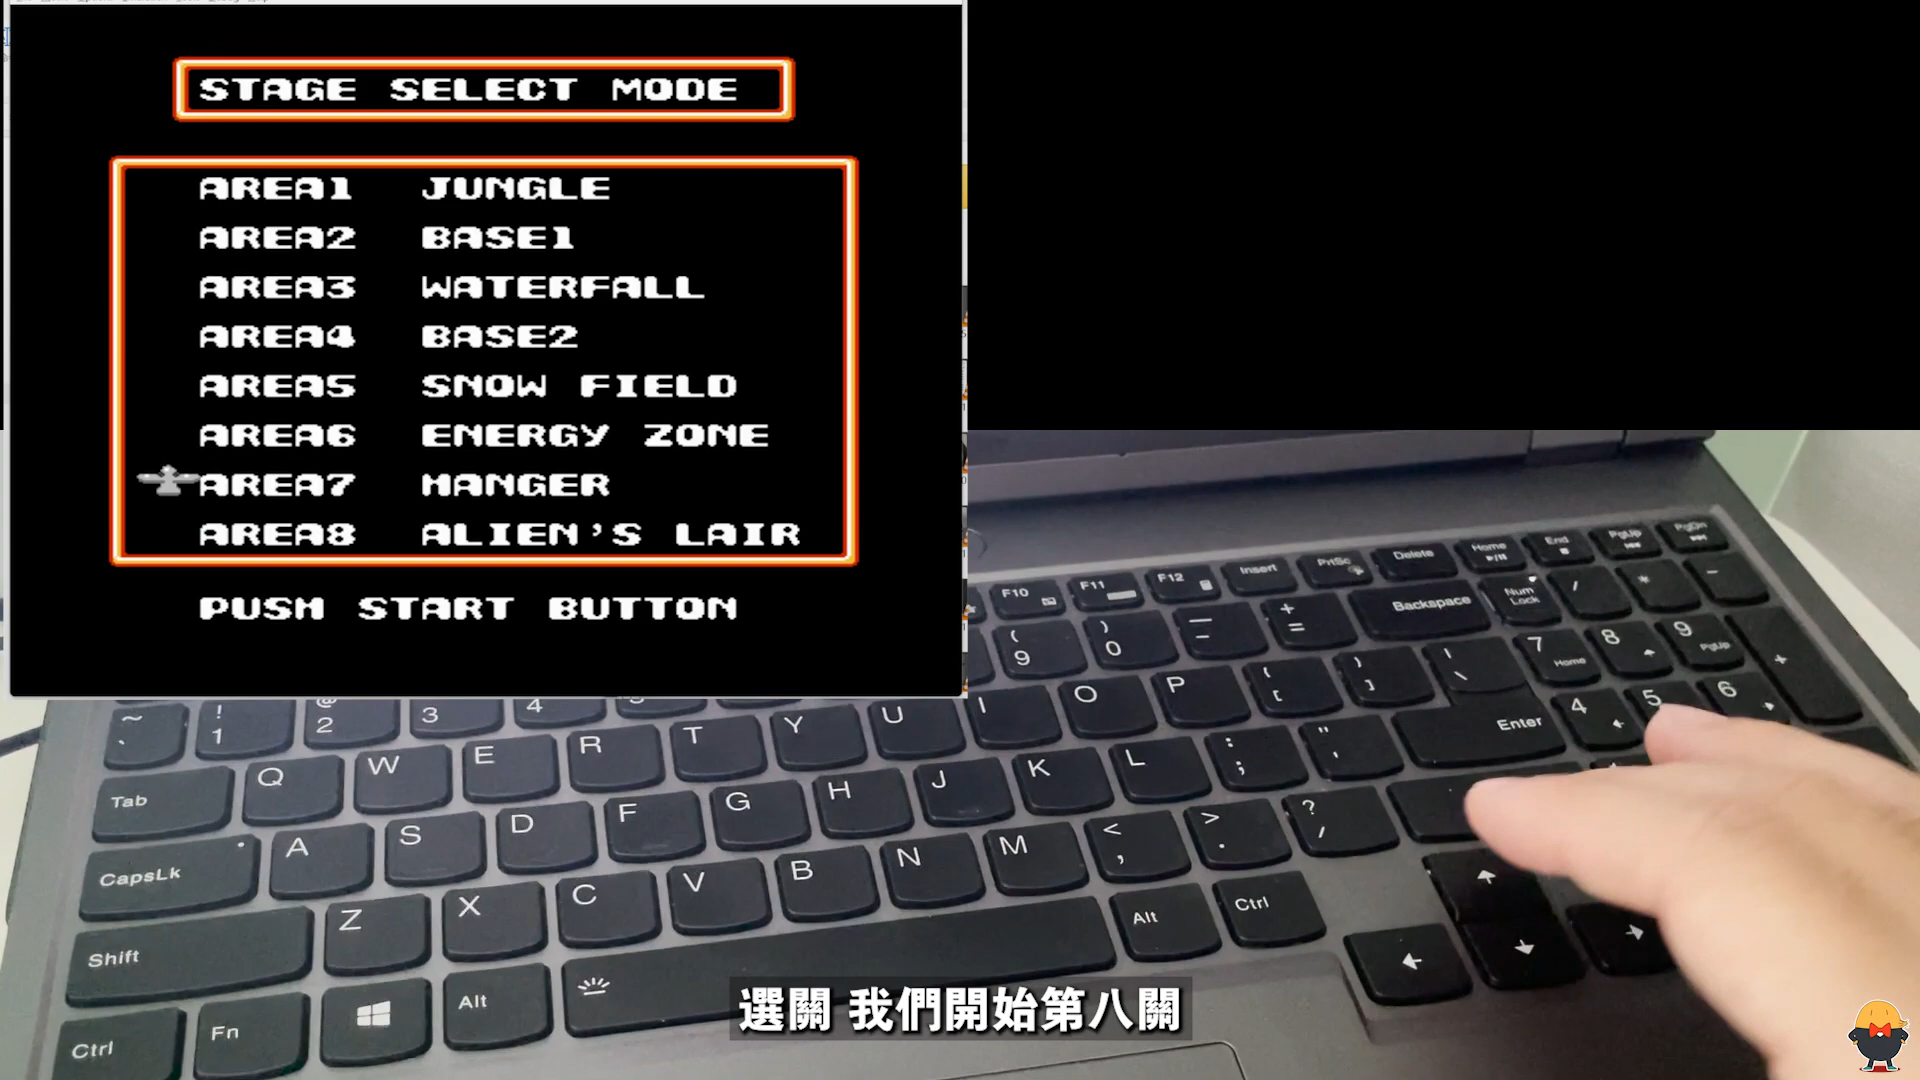 STAGE SELECT MODE
AREA1 JUNGLE
AREA2 BASE1
AREA3 WATERFALL
AREA4 BASE2
AREA5 SNOW FIELD
AREA6 ENERGY ZONE
AREA7 HANGER
AREA8 ALIEN'S LAIR
PUSH START BUTTON
F10 F11 F12 Insert PrtSc Delete Home End PgUp PgDn
~ ` ! 1 @ 2 3 4 ( 9 ) 0 — - + = Backspace Num Lock / * -
Tab Q W E R T Y U I O P [ ] \ 7 Home 8 9 PgUp +
CapsLk A S D F G H J K L : ; " ' Enter 4 5 6
Shift Z X C V B N M < , > . ? /
Ctrl Fn Alt Alt Ctrl
選關 我們開始第八關